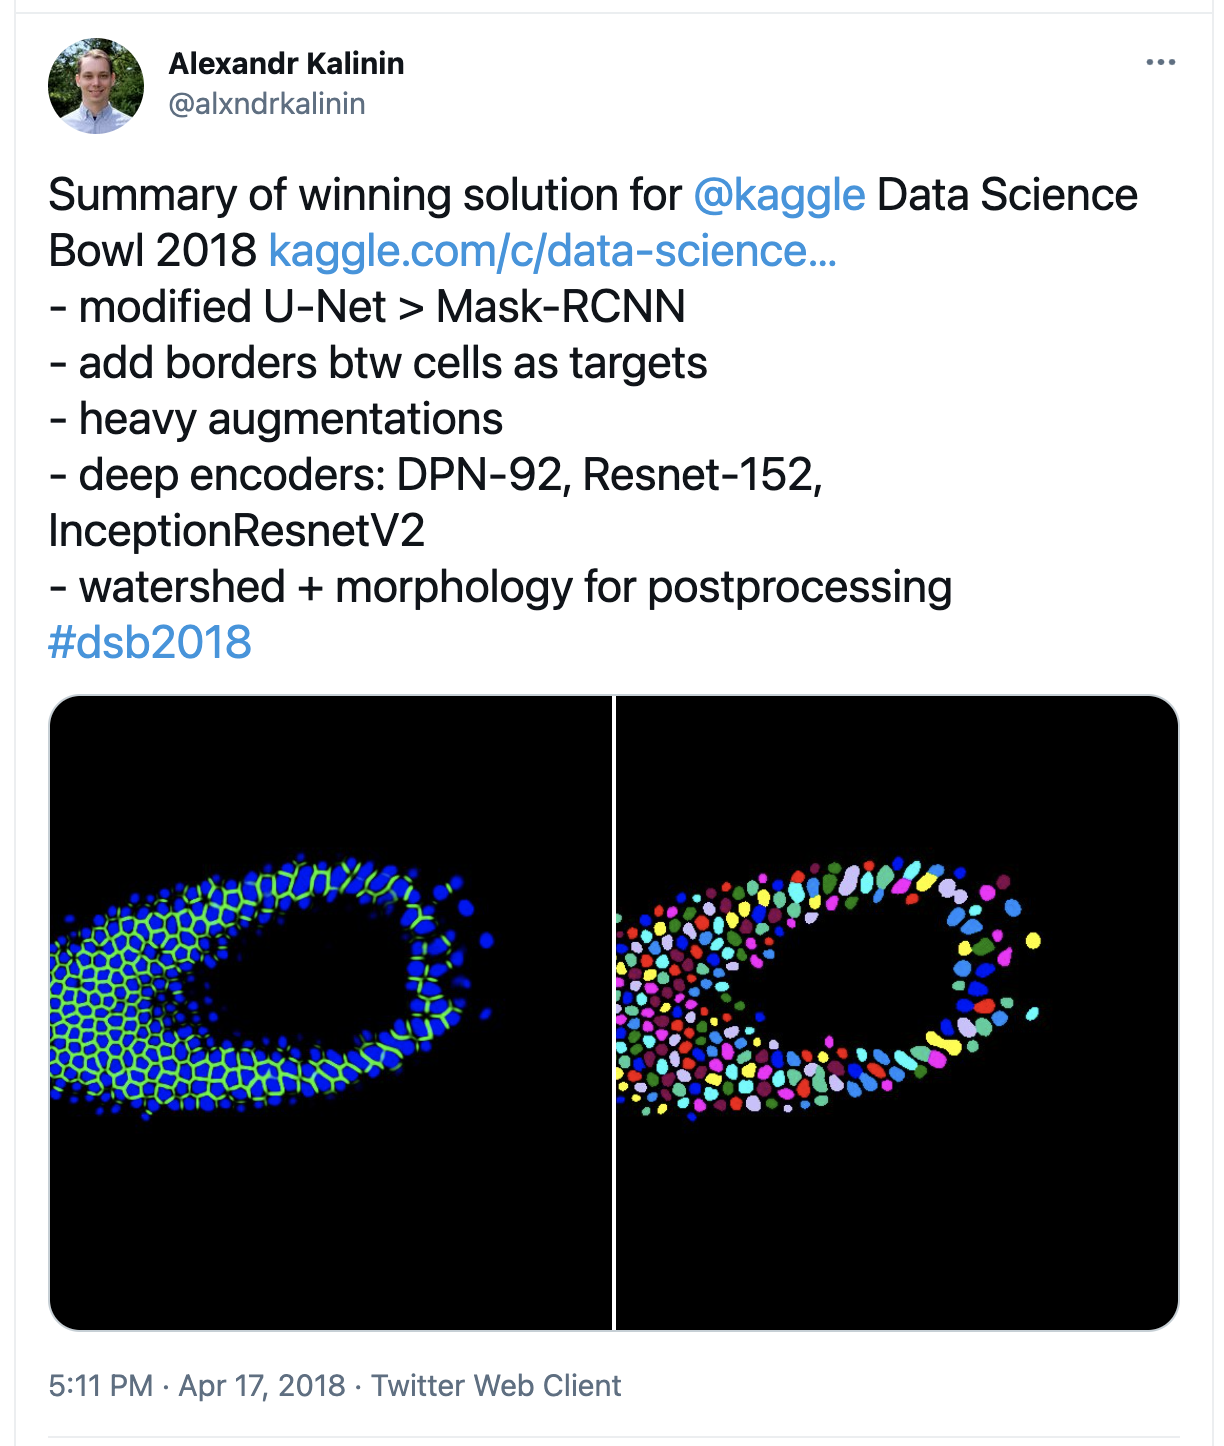 Alexandr Kalinin
@alxndrkalinin
Summary of winning solution for @kaggle Data Science
Bowl 2018 kaggle.com/c/data-science...
- modified U-Net > Mask-RCNN
- add borders btw cells as targets
- heavy augmentations
- deep encoders: DPN-92, Resnet-152,
InceptionResnetV2
- watershed + morphology for postprocessing
#dsb2018
5:11 PM · Apr 17, 2018 · Twitter Web Client